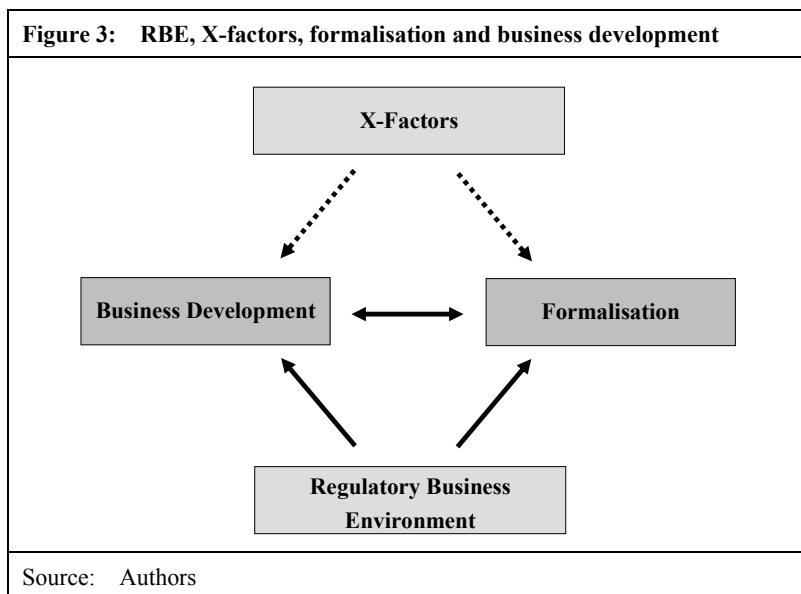 Figure 3: RBE, X-factors, formalisation and business development
X-Factors
Business Development
Formalisation
Regulatory Business
Environment
Source: Authors